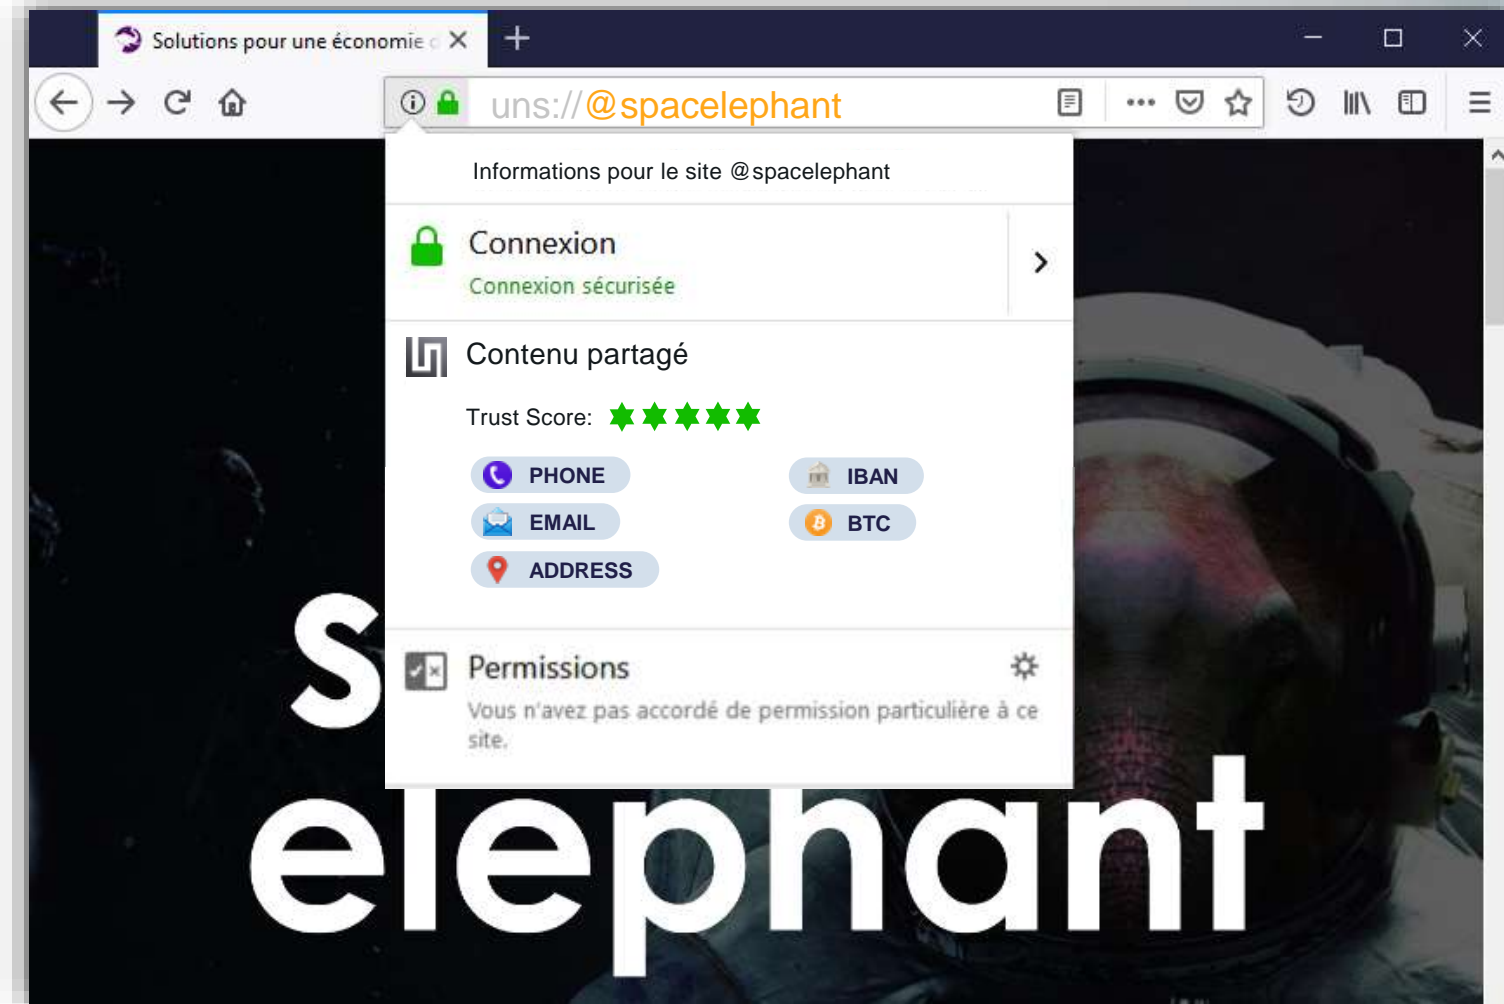 Solutions pour une économie
uns://@spacelephant
Informations pour le site @spacelephant
Connexion
Connexion sécurisée
Contenu partagé
Trust Score:
PHONE
IBAN
EMAIL
BTC
ADDRESS
Permissions
Vous n'avez pas accordé de permission particulière à ce
site.
S
elephant